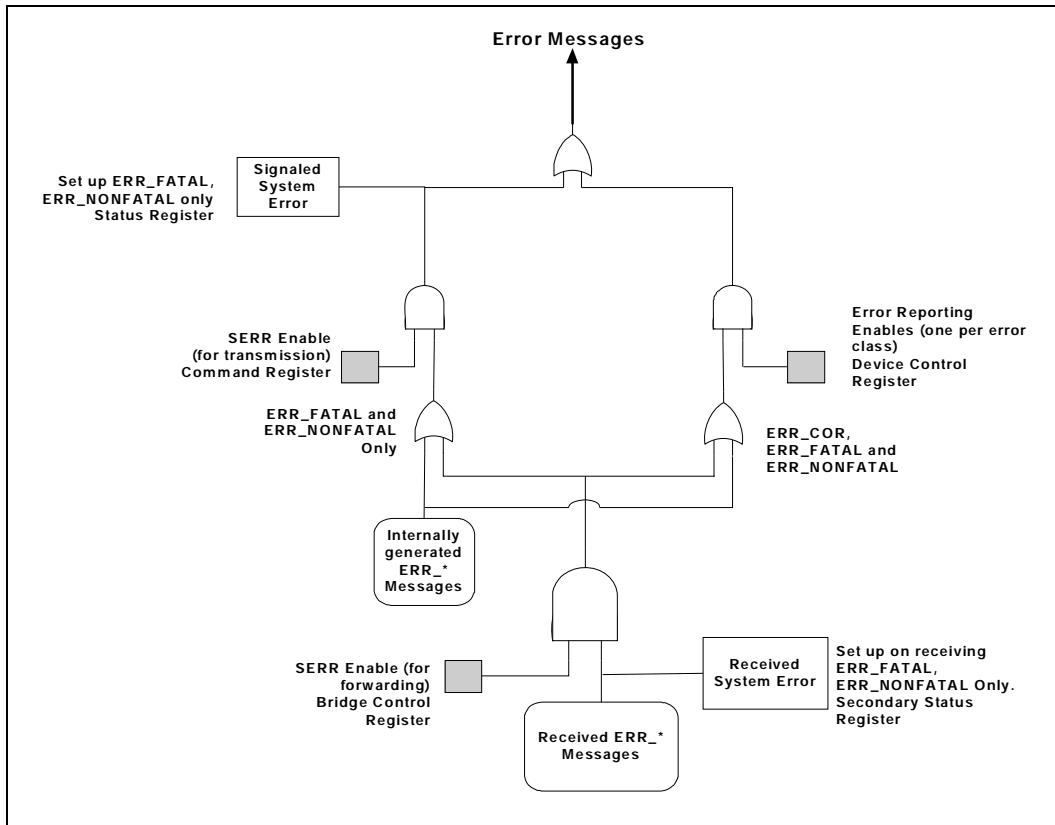 Error Messages
Signaled
System
Error
Set up ERR_FATAL,
ERR_NONFATAL only
Status Register
SERR Enable
(for transmission)
Command Register
Error Reporting
Enables (one per error
class)
Device Control
Register
ERR_FATAL and
ERR_NONFATAL
Only
ERR_COR,
ERR_FATAL and
ERR_NONFATAL
Internally
generated
ERR_*
Messages
SERR Enable (for
forwarding)
Bridge Control
Register
Received
System Error
Set up on receiving
ERR_FATAL,
ERR_NONFATAL Only.
Secondary Status
Register
Received ERR_*
Messages